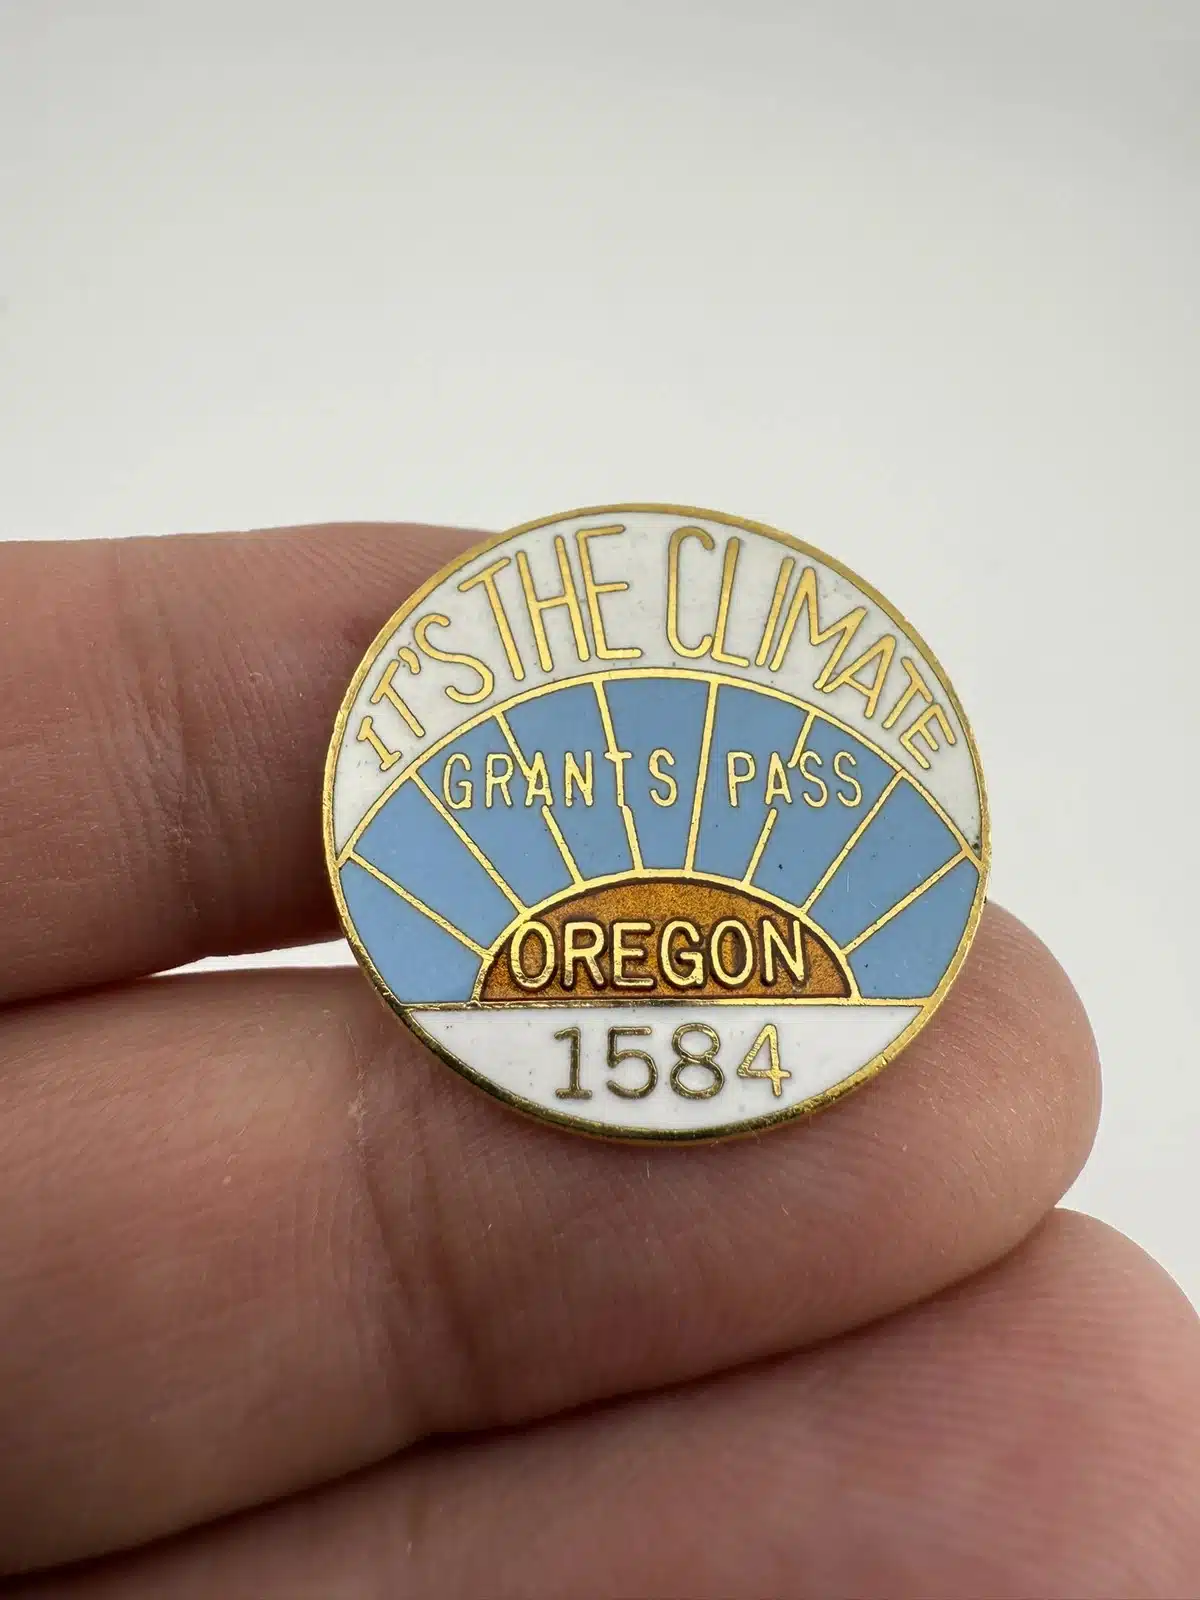 IT'S THE CLIMATE
GRANTS PASS
OREGON
1584